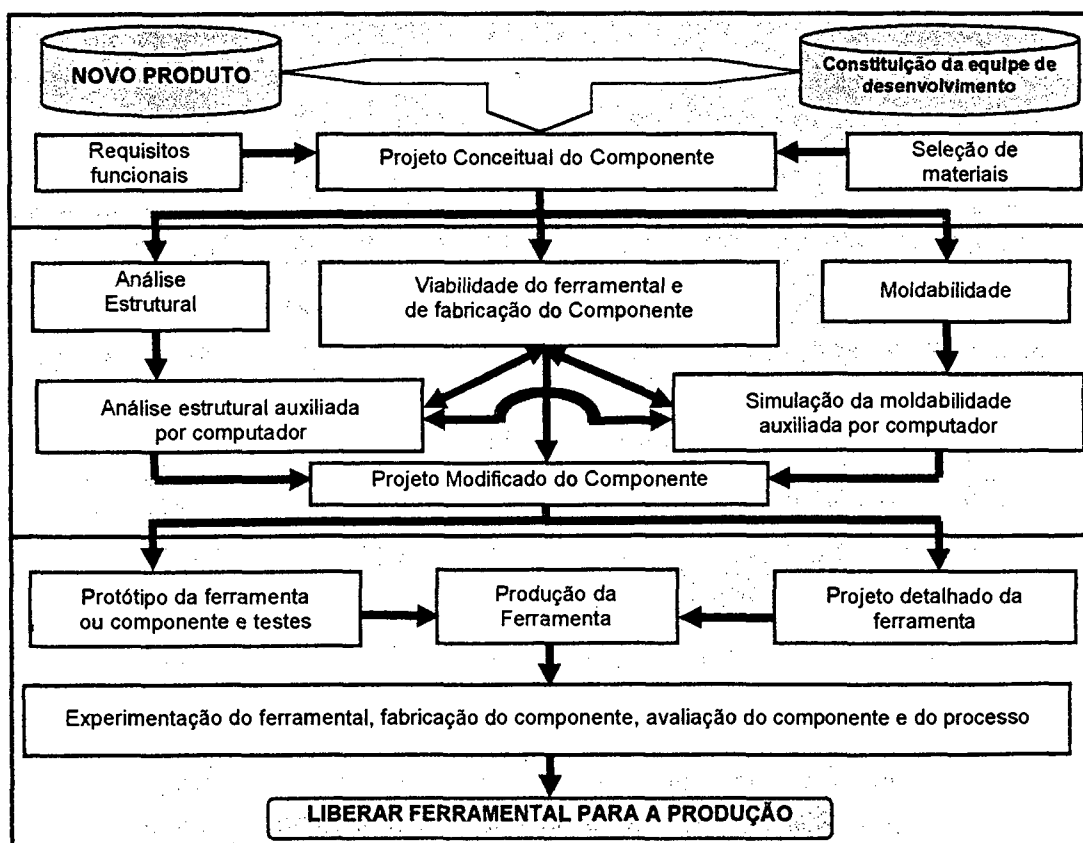 NOVO PRODUTO
Constituição da equipe de
desenvolvimento
Requisitos
funcionais
Projeto Conceitual do Componente
Seleção de
materiais
Análise
Estrutural
Viabilidade do ferramental e
de fabricação do Componente
Moldabilidade
Análise estrutural auxiliada
por computador
Simulação da moldabilidade
auxiliada por computador
Projeto Modificado do Componente
Protótipo da ferramenta
ou componente e testes
Produção da
Ferramenta
Projeto detalhado da
ferramenta
Experimentação do ferramental, fabricação do componente, avaliação do componente e do processo
LIBERAR FERRAMENTAL PARA A PRODUÇÃO